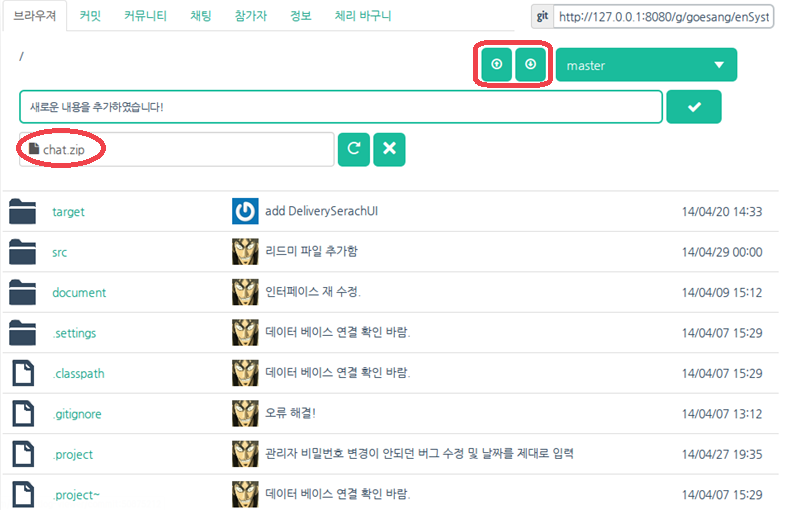 브라우져 커밋 커뮤니티 채팅 참가자 정보 체리 바구니 git http://127.0.0.1:8080/g/goesang/enSyst
/ master
새로운 내용을 추가하였습니다!
chat.zip
target add DeliverySerachUI 14/04/20 14:33
src 리드미 파일 추가함 14/04/29 00:00
document 인터페이스 재 수정. 14/04/09 15:12
.settings 데이터 베이스 연결 확인 바람. 14/04/07 15:29
.classpath 데이터 베이스 연결 확인 바람. 14/04/07 15:29
.gitignore 오류 해결! 14/04/07 13:12
.project 관리자 비밀번호 변경이 안되던 버그 수정 및 날짜를 제대로 입력 14/04/27 19:35
.project~ 데이터 베이스 연결 확인 바람. 14/04/07 15:29